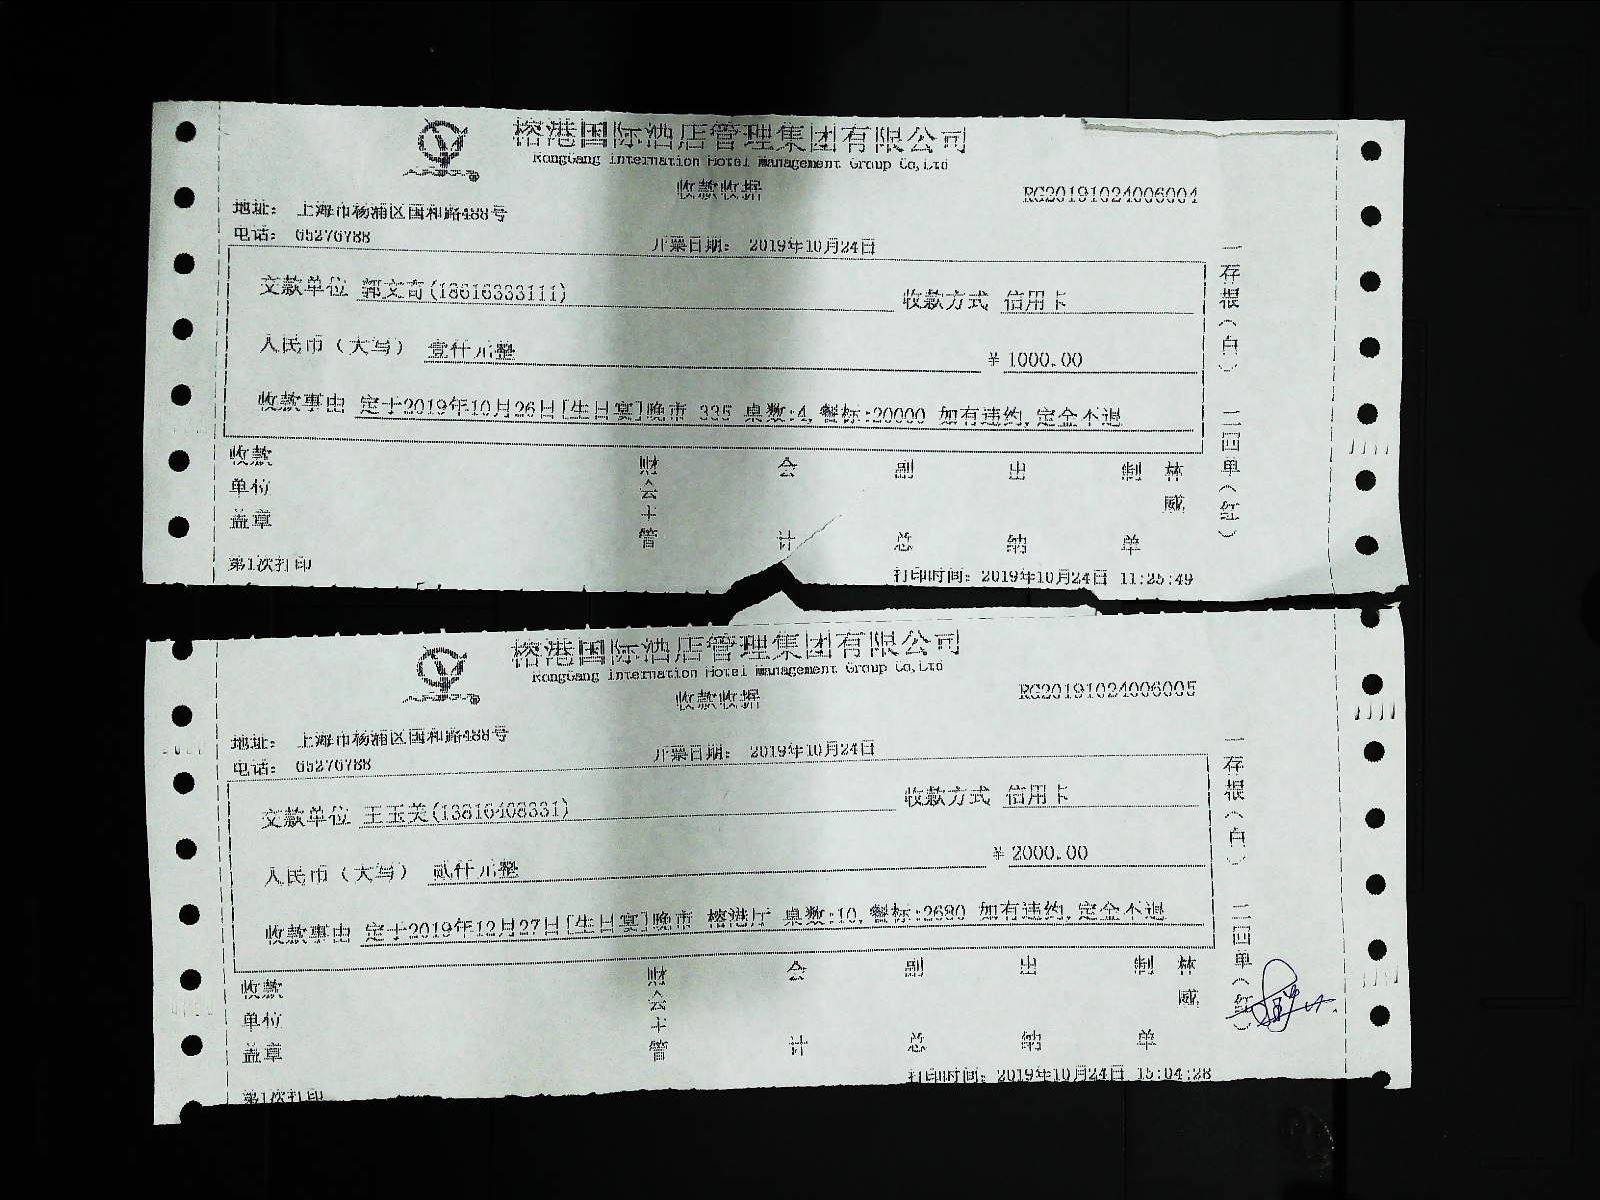 榕港国际酒店管理集团有限公司
RongGang International Hotel Management Group Co,Ltd
收款收据
RG20191024006004
地址： 上海市杨浦区国和路488号
电话： 65276788
开票日期： 2019年10月24日
交款单位 郭文奇(18616333111)
收款方式 信用卡
人民币（大写） 壹仟元整
¥ 1000.00
收款事由 定于2019年10月26日[生日宴]晚市 335 桌数:4,餐标:20000 如有违约,定金不退
一存根（白） 二回单（红）
收款单位盖章
财会主管
会计
副总
出纳
制单
林威
第1次打印
打印时间：2019年10月24日 11:25:49
榕港国际酒店管理集团有限公司
RongGang International Hotel Management Group Co,Ltd
收款收据
RG20191024006005
地址： 上海市杨浦区国和路488号
电话： 65276788
开票日期： 2019年10月24日
交款单位 王玉美(13816408331)
收款方式 信用卡
人民币（大写） 贰仟元整
¥ 2000.00
收款事由 定于2019年12月27日[生日宴]晚市 榕港厅 桌数:10,餐标:2680 如有违约,定金不退
一存根（白） 二回单（红）
收款单位盖章
财会主管
会计
副总
出纳
制单
林威
第1次打印
打印时间：2019年10月24日 15:04:28